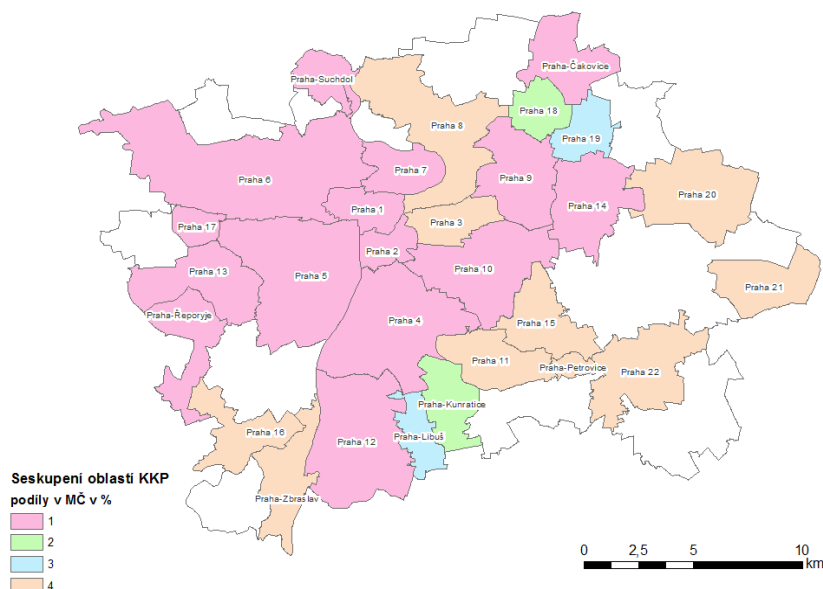 Praha-Čakovice
Praha-Suchdol
Praha 18
Praha 8
Praha 19
Praha 7
Praha 6
Praha 9
Praha 20
Praha 14
Praha 1
Praha 3
Praha 17
Praha 2
Praha 10
Praha 13
Praha 5
Praha 21
Praha-Řeporyje
Praha 4
Praha 15
Praha 11
Praha-Petrovice
Praha 22
Praha-Kunratice
Praha 16
Praha 12
Praha-Libuš
Praha-Zbraslav
Seskupení oblastí KKP
podíly v MČ v %
1
2
3
4
0 2,5 5 10
km